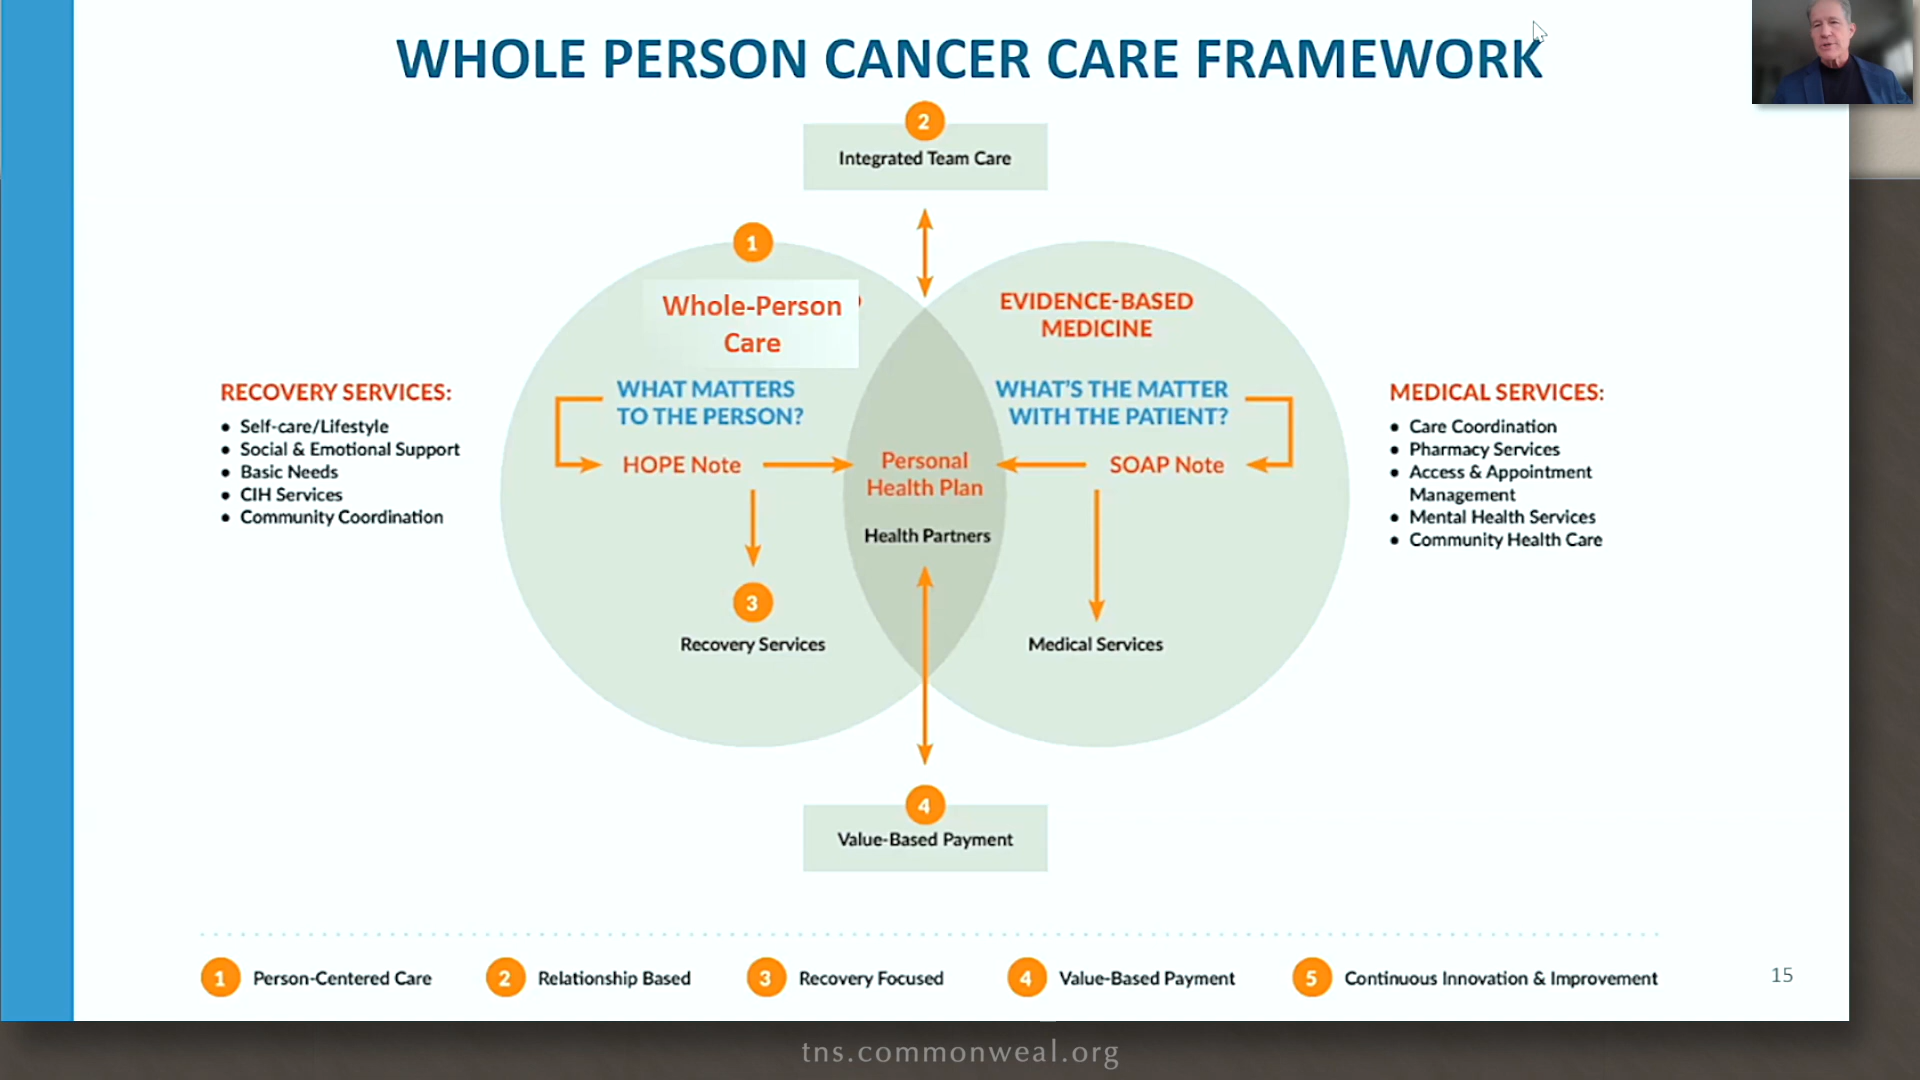 WHOLE PERSON CANCER CARE FRAMEWORK
2
Integrated Team Care
1
Whole-Person
Care
EVIDENCE-BASED
MEDICINE
RECOVERY SERVICES:
• Self-care/Lifestyle
• Social & Emotional Support
• Basic Needs
• CIH Services
• Community Coordination
WHAT MATTERS
TO THE PERSON?
HOPE Note
WHAT'S THE MATTER
WITH THE PATIENT?
SOAP Note
Personal
Health Plan
Health Partners
3
Recovery Services
Medical Services
MEDICAL SERVICES:
• Care Coordination
• Pharmacy Services
• Access & Appointment
Management
• Mental Health Services
• Community Health Care
4
Value-Based Payment
1 Person-Centered Care
2 Relationship Based
3 Recovery Focused
4 Value-Based Payment
5 Continuous Innovation & Improvement
15
tns.commonweal.org